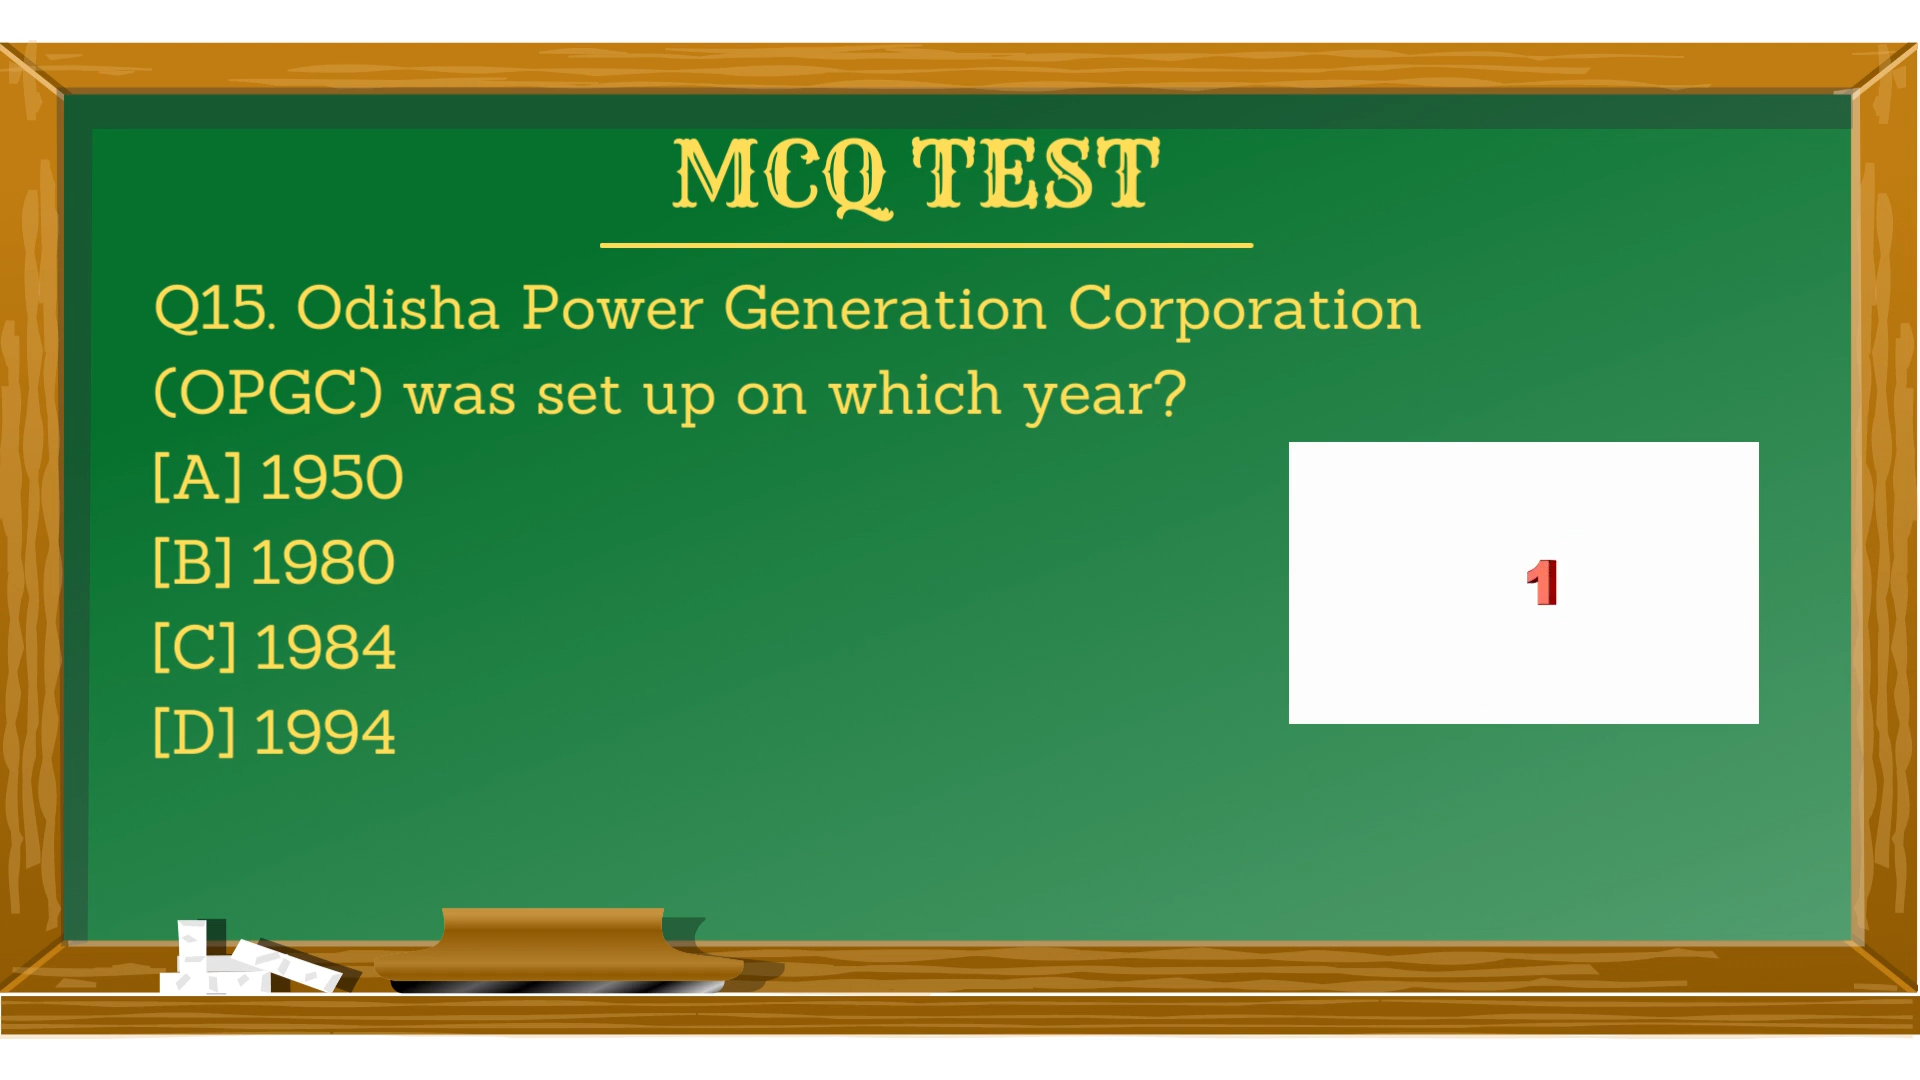 MCQ TEST
Q15. Odisha Power Generation Corporation
(OPGC) was set up on which year?
[A] 1950
[B] 1980
[C] 1984
[D] 1994
1